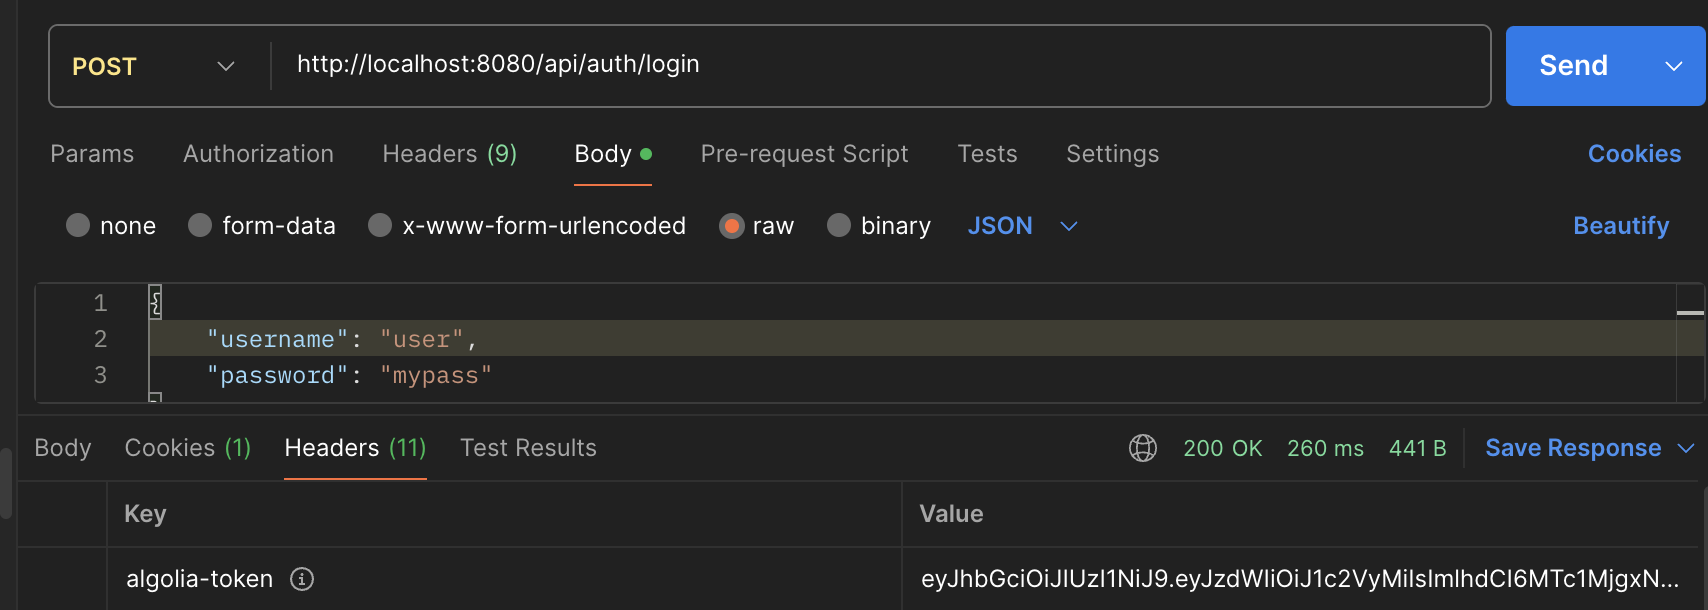 POST http://localhost:8080/api/auth/login Send
Params Authorization Headers (9) Body Pre-request Script Tests Settings Cookies
none form-data x-www-form-urlencoded raw binary JSON Beautify
1 {
2 "username": "user",
3 "password": "mypass"
Body Cookies (1) Headers (11) Test Results 200 OK 260 ms 441 B Save Response
Key Value
algolia-token eyJhbGciOiJIUzI1NiJ9.eyJzdWIiOiJ1c2VyMiIsImlhdCI6MTc1MjgxN...